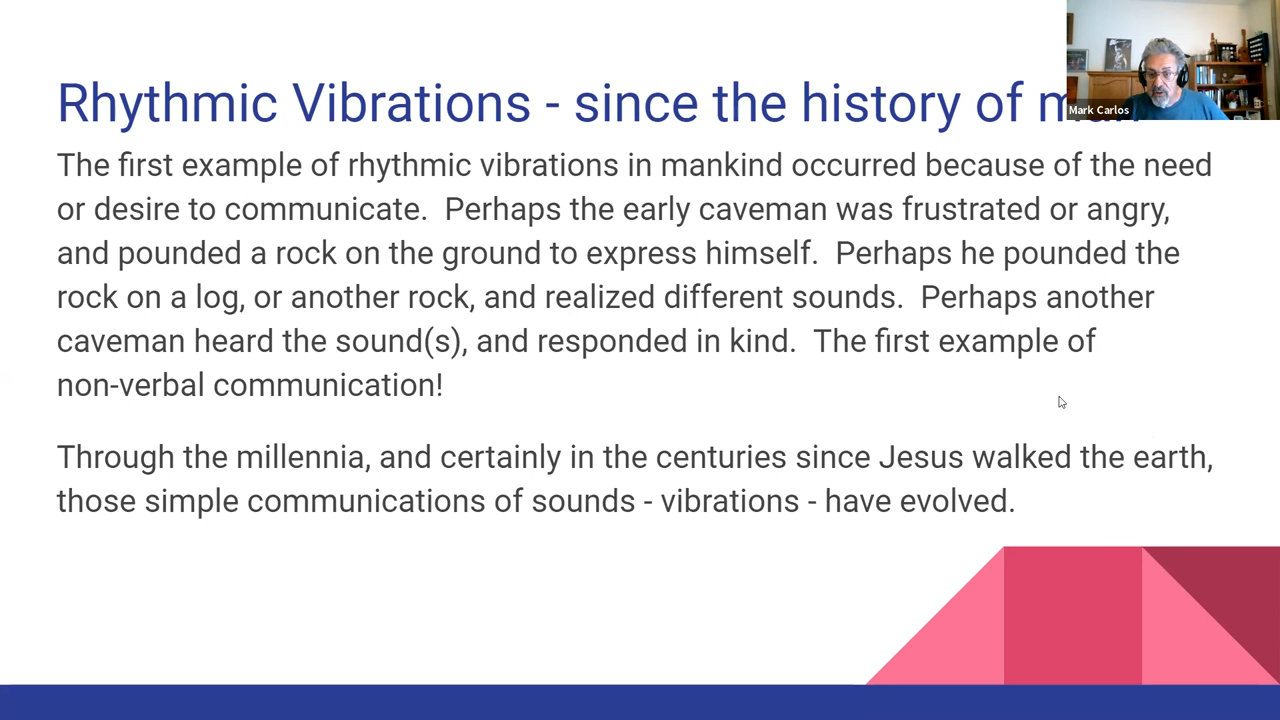 Rhythmic Vibrations - since the history of
Mark Carlos
The first example of rhythmic vibrations in mankind occurred because of the need
or desire to communicate.  Perhaps the early caveman was frustrated or angry,
and pounded a rock on the ground to express himself.  Perhaps he pounded the
rock on a log, or another rock, and realized different sounds.  Perhaps another
caveman heard the sound(s), and responded in kind.  The first example of
non-verbal communication!
Through the millennia, and certainly in the centuries since Jesus walked the earth,
those simple communications of sounds - vibrations - have evolved.